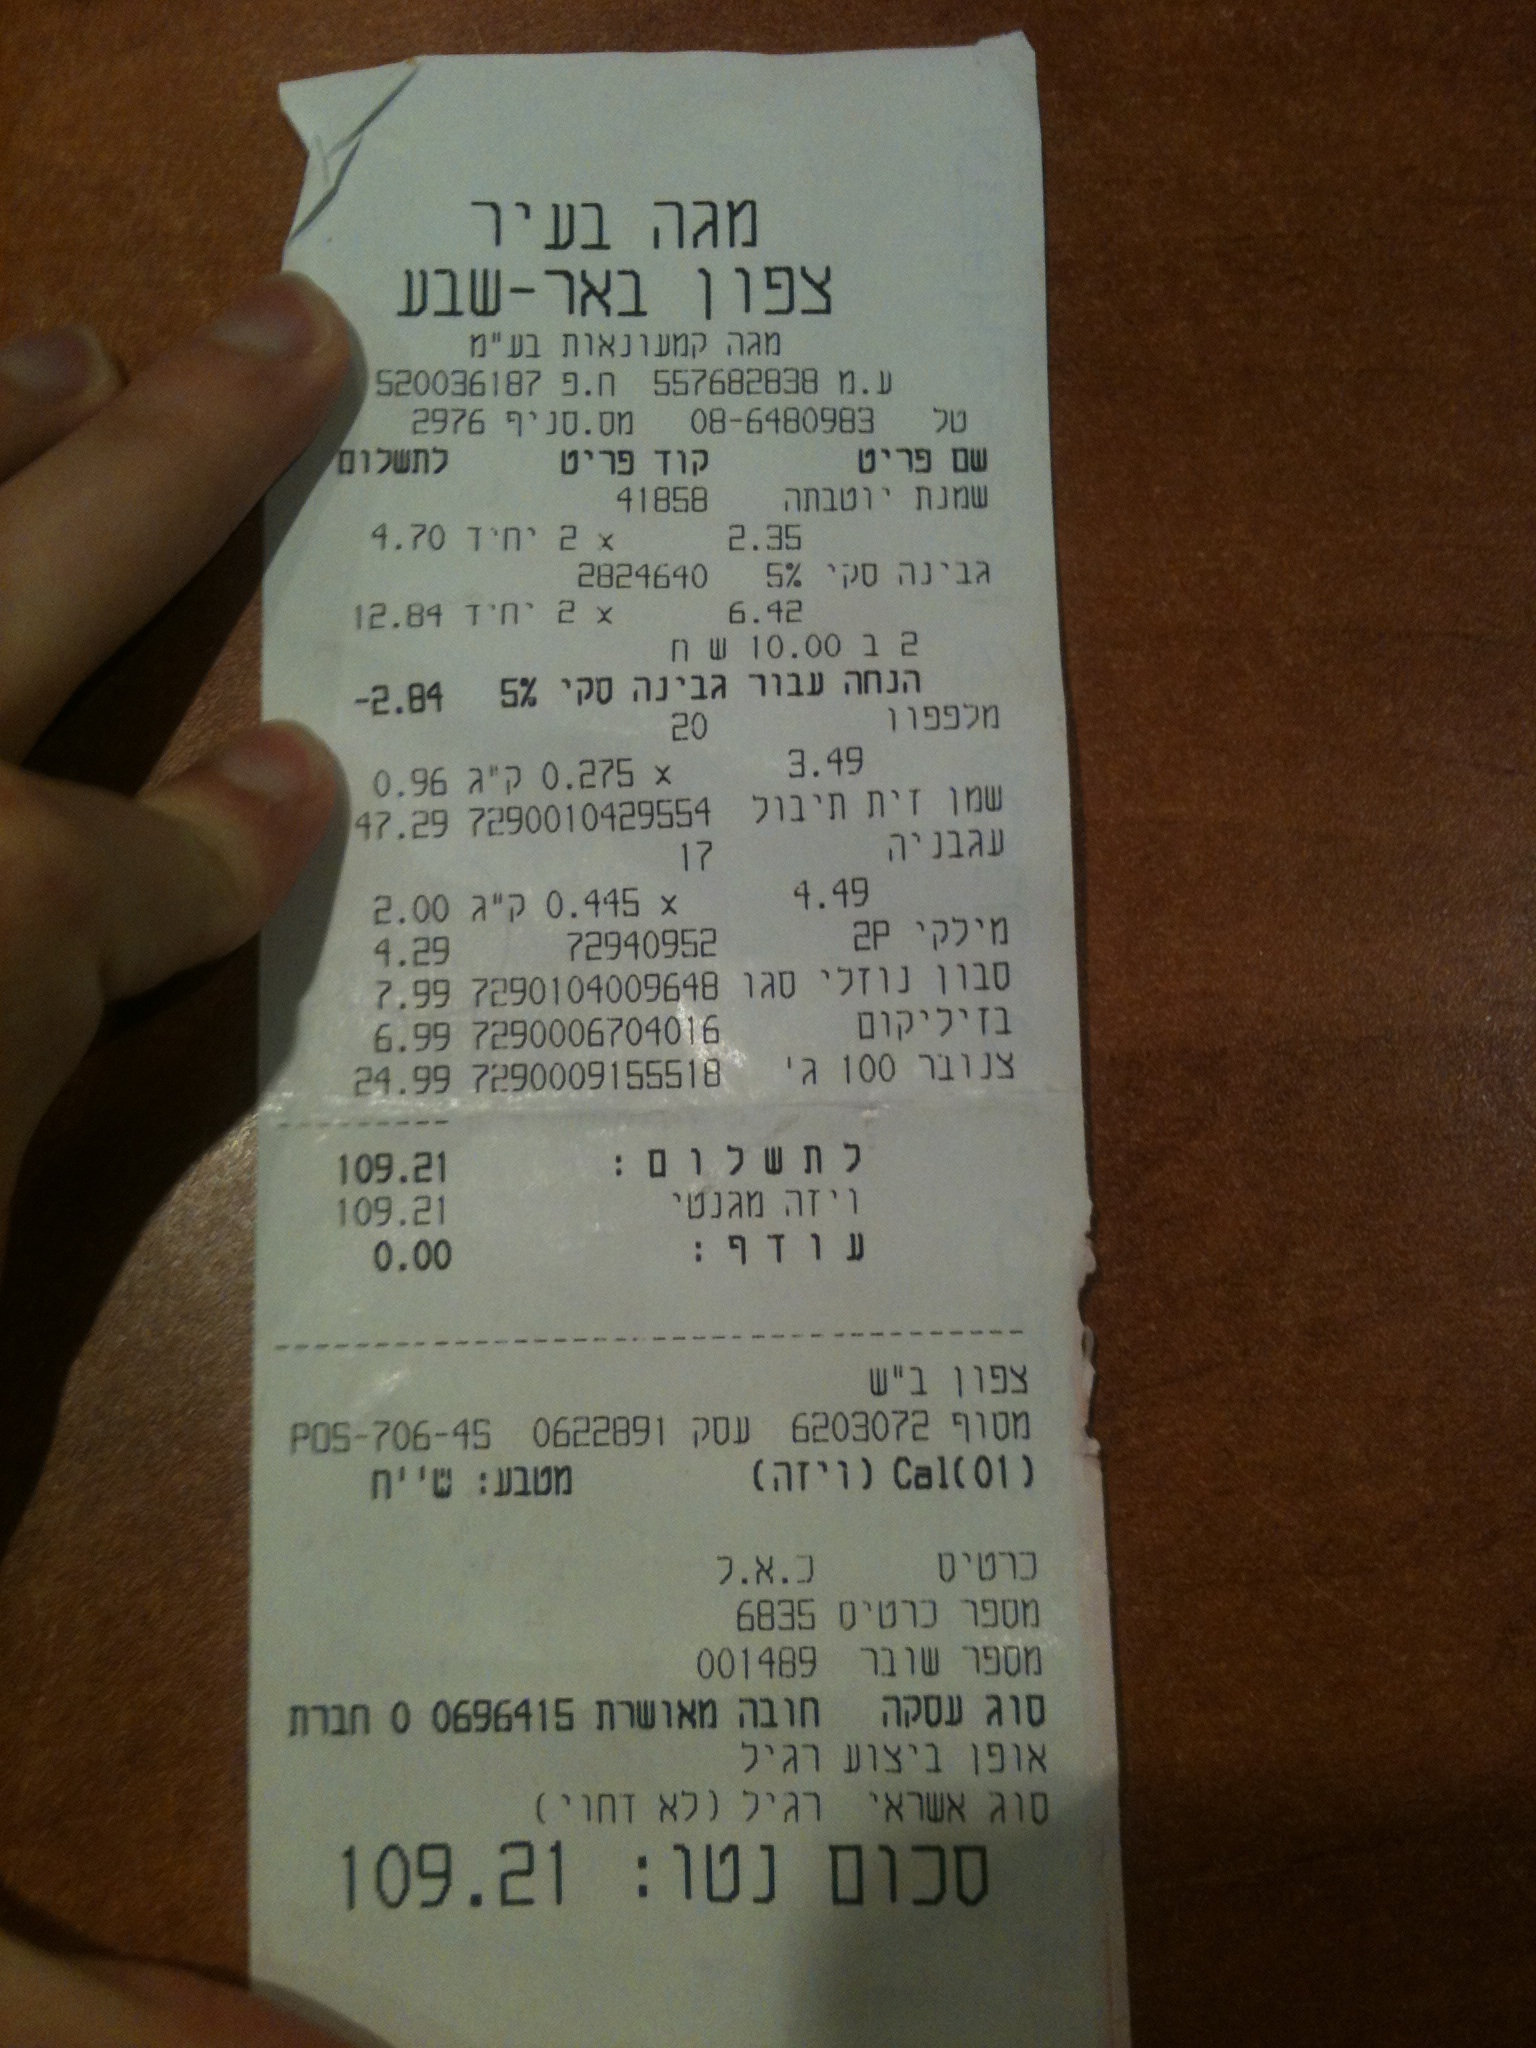 מגה בעיר
צפון באר-שבע
מגה קמעונאות בע"מ
ע.מ 557682838 ח.פ 520036187
טל 08-6480983 מס.סניף 2976
שם פריט קוד פריט לתשלום
שמנת יוטבתה 41858
2.35 x 2 יחיד 4.70
גבינה סקי 5% 2824640
6.42 x 2 יחיד 12.84
2 ב 10.00 ש ח
הנחה עבור גבינה סקי 5% -2.84
מלפפון 20
3.49 x 0.275 ק"ג 0.96
שמן זית תיבול 7290010429554 47.29
עגבניה 17
4.49 x 0.445 ק"ג 2.00
מילקי 2P 72940952 4.29
סבון נוזלי סגו 7290104009648 7.99
בזיליקום 7290006704016 6.99
צנובר 100 ג' 7290009155518 24.99
---------
לתשלום: 109.21
ויזה מגנטי 109.21
עודף: 0.00
--------------------------------------
צפון ב"ש
מסוף 6203072 עסק 0622891 POS-706-45
Cal(01) (ויזה) מטבע: ש''ח
כרטיס כ.א.ל
מספר כרטיס 6835
מספר שובר 001489
סוג עסקה חובה מאושרת 0696415 0 חברת
אופן ביצוע רגיל
סוג אשראי רגיל (לא דחוי)
סכום נטו: 109.21